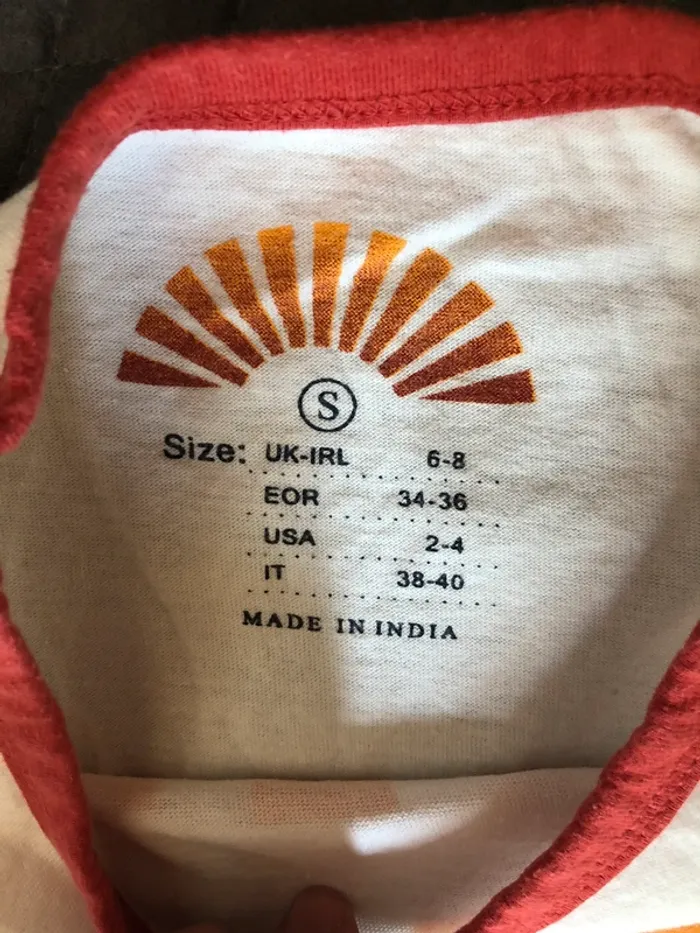 S
Size: UK-IRL 6-8
EOR 34-36
USA 2-4
IT 38-40
MADE IN INDIA